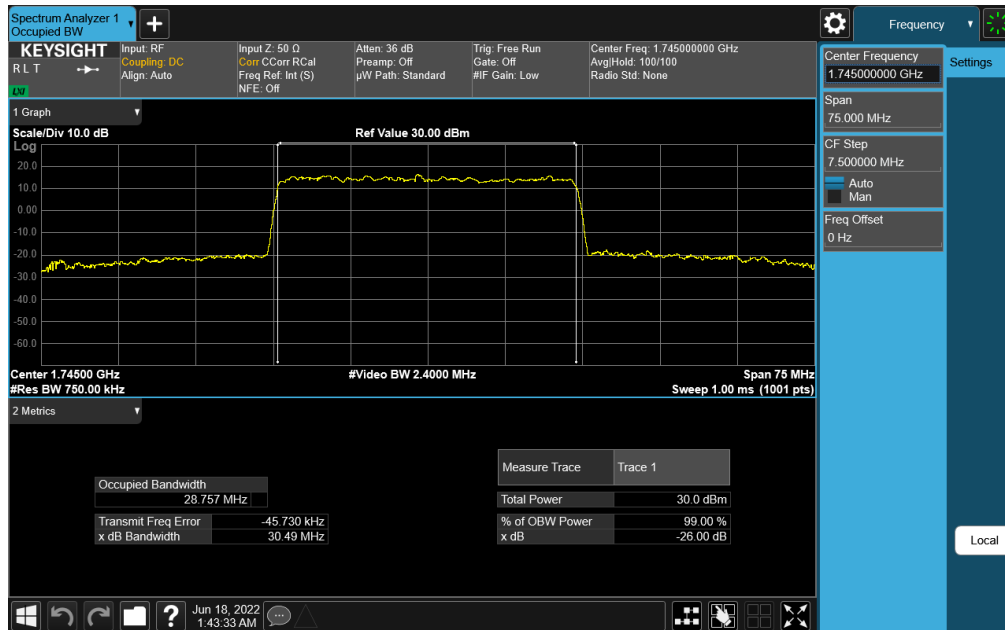 Spectrum Analyzer 1
Occupied BW
Frequency
KEYSIGHT
R L T
LXI
Input: RF
Coupling: DC
Align: Auto
Input Z: 50 Ω
Corr CCorr RCal
Freq Ref: Int (S)
NFE: Off
Atten: 36 dB
Preamp: Off
µW Path: Standard
Trig: Free Run
Gate: Off
#IF Gain: Low
Center Freq: 1.745000000 GHz
Avg|Hold: 100/100
Radio Std: None
Center Frequency
1.745000000 GHz
Settings
Span
75.000 MHz
CF Step
7.500000 MHz
Auto
Man
Freq Offset
0 Hz
1 Graph
Scale/Div 10.0 dB
Ref Value 30.00 dBm
Log
20.0
10.0
0.00
-10.0
-20.0
-30.0
-40.0
-50.0
-60.0
Center 1.74500 GHz
#Video BW 2.4000 MHz
Span 75 MHz
#Res BW 750.00 kHz
Sweep 1.00 ms (1001 pts)
2 Metrics
Occupied Bandwidth
28.757 MHz
Transmit Freq Error -45.730 kHz
x dB Bandwidth 30.49 MHz
Measure Trace Trace 1
Total Power 30.0 dBm
% of OBW Power 99.00 %
x dB -26.00 dB
Local
?
Jun 18, 2022
1:43:33 AM